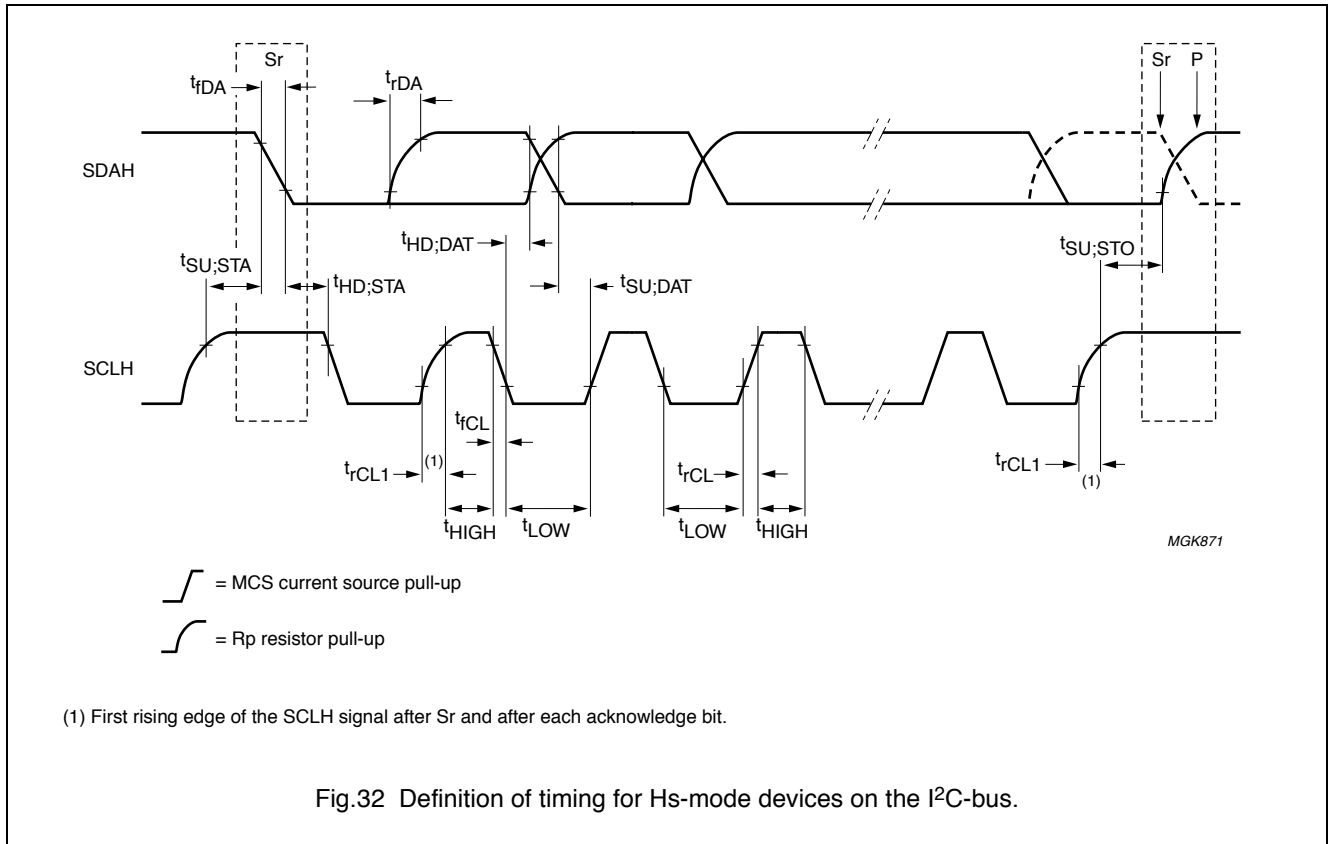 Sr
Sr P
tfDA
trDA
SDAH
tHD;DAT
tSU;STA
tHD;STA
tSU;DAT
tSU;STO
SCLH
tfCL
trCL1 (1)
trCL
trCL1
(1)
tHIGH
tLOW
tLOW
tHIGH
MGK871
= MCS current source pull-up
= Rp resistor pull-up
(1) First rising edge of the SCLH signal after Sr and after each acknowledge bit.
Fig.32 Definition of timing for Hs-mode devices on the I2C-bus.